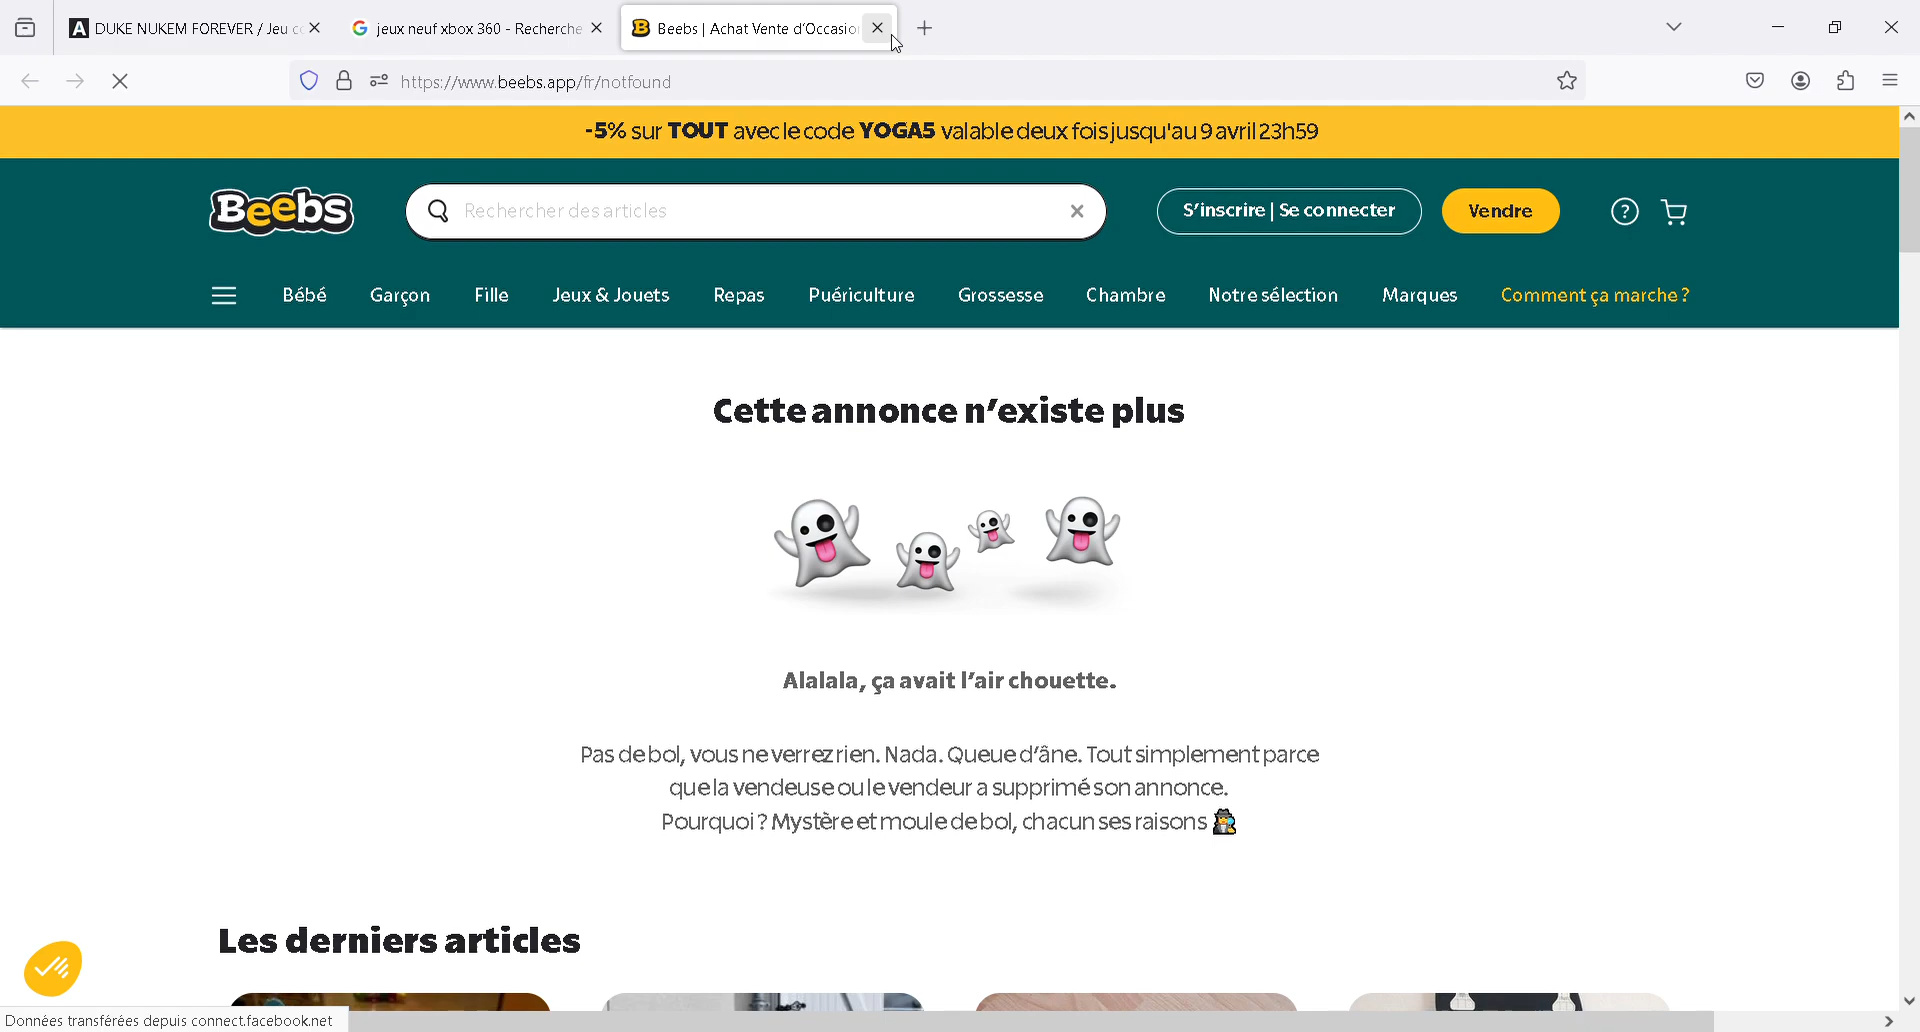 DUKE NUKEM FOREVER / Jeu
jeux neuf xbox 360 - Recherche
Beebs | Achat Vente d'Occasio
https://www.beebs.app/fr/notfound
-5% sur TOUT avec le code YOGA5 valable deux fois jusqu'au 9 avril 23h59
Beebs
Rechercher des articles
S'inscrire | Se connecter
Vendre
Bébé
Garçon
Fille
Jeux & Jouets
Repas
Puériculture
Grossesse
Chambre
Notre sélection
Marques
Comment ça marche ?
Cette annonce n'existe plus
Alalala, ça avait l'air chouette.
Pas de bol, vous ne verrez rien. Nada. Queue d'âne. Tout simplement parce
que la vendeuse ou le vendeur a supprimé son annonce.
Pourquoi ? Mystère et moule de bol, chacun ses raisons
Les derniers articles
Données transférées depuis connect.facebook.net